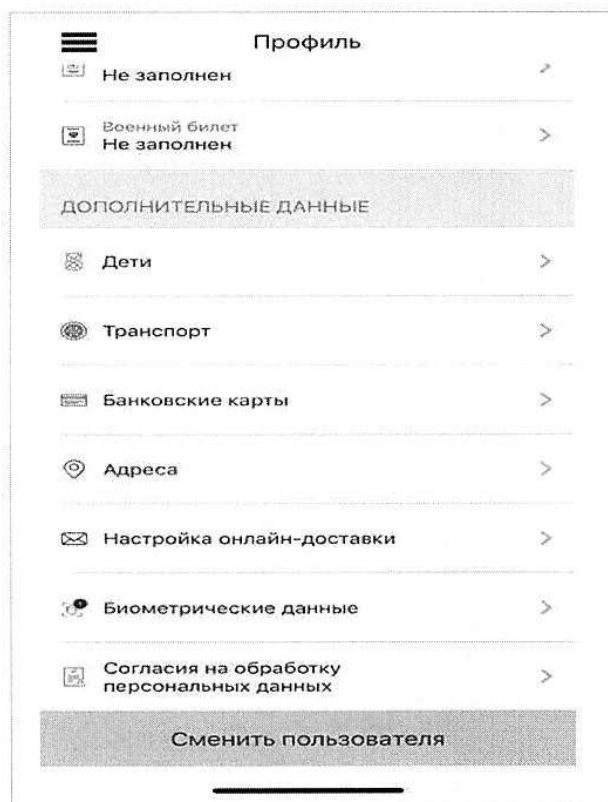 Профиль
Не заполнен
Военный билет
Не заполнен
ДОПОЛНИТЕЛЬНЫЕ ДАННЫЕ
Дети
Транспорт
Банковские карты
Адреса
Настройка онлайн-доставки
Биометрические данные
Согласия на обработку
персональных данных
Сменить пользователя